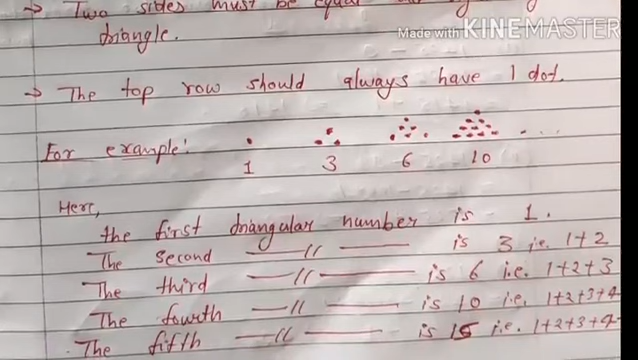 → Two sides must be equal
triangle.
Made with KINEMASTER
→ The top row should always have 1 dot.
For example:
1 3 6 10
Here,
the first triangular number is 1.
The second —〃— is 3 i.e. 1+2
The third —〃— is 6 i.e. 1+2+3
The fourth —〃— is 10 i.e. 1+2+3+4
The fifth —〃— is 15 i.e. 1+2+3+4